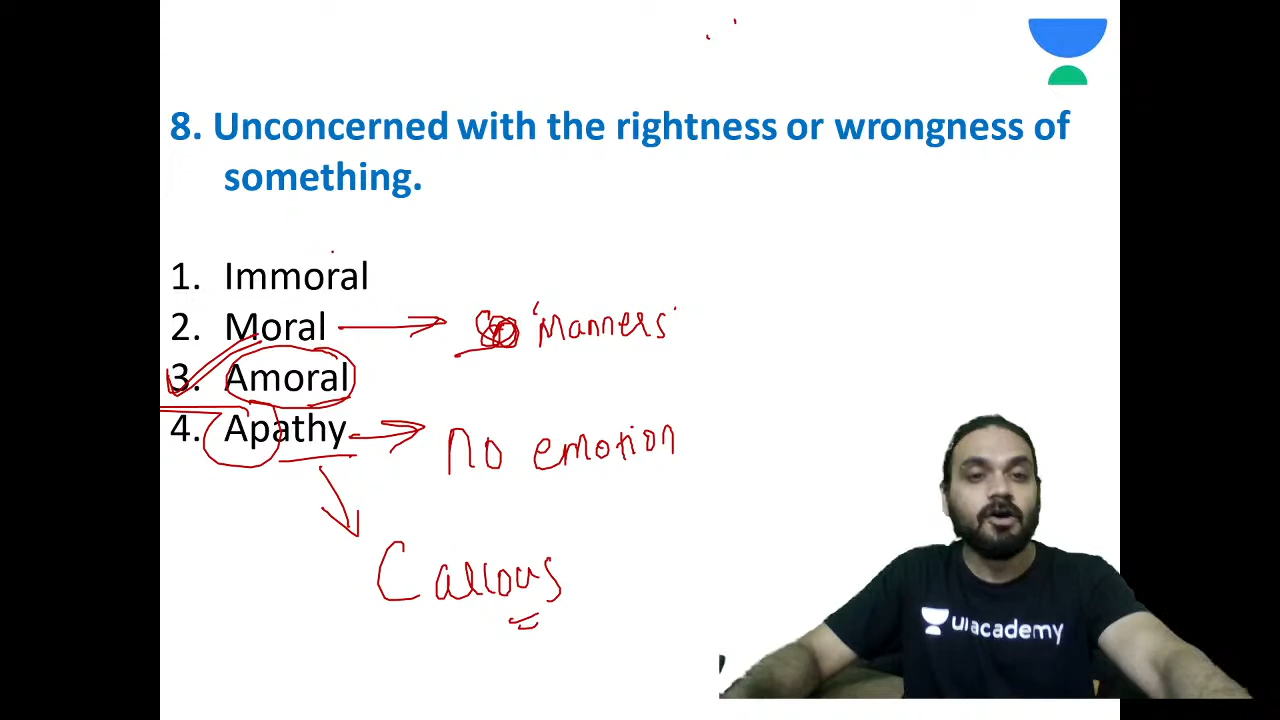 8. Unconcerned with the rightness or wrongness of
something.
1. Immoral
2. Moral
'Manners'
3. Amoral
4. Apathy
no emotion
Callous
unacademy